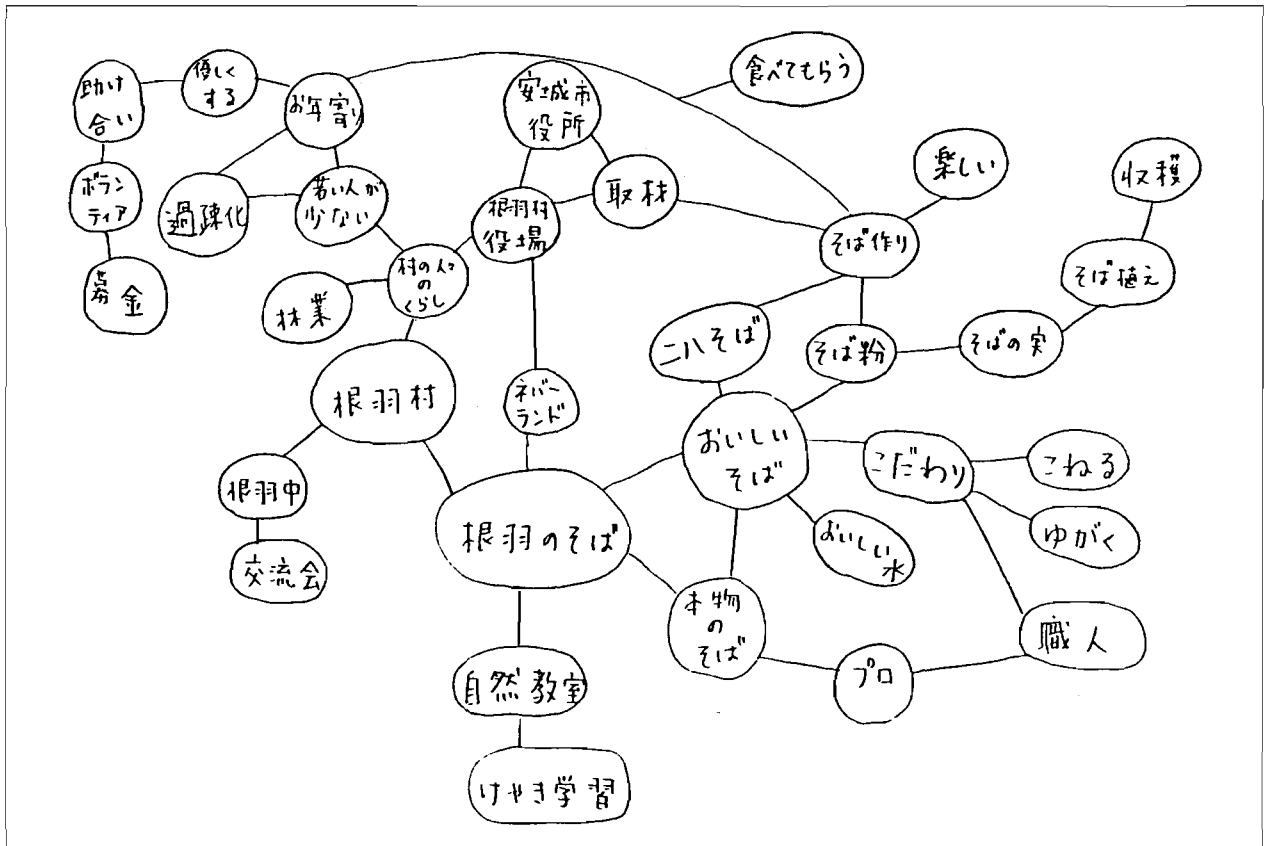 助け
合い
優しく
する
お年寄り
安城市
役所
食べてもらう
ボラン
ティア
過疎化
若い人が
少ない
根羽村
役場
取材
楽しい
収穫
そば作り
募金
林業
村の人々
の
くらし
そば植え
二八そば
そば粉
そばの実
根羽村
ネバー
ランド
おいしい
そば
こだわり
こねる
根羽中
根羽のそば
おいしい
水
ゆがく
交流会
本物
の
そば
プロ
職人
自然教室
けやき学習